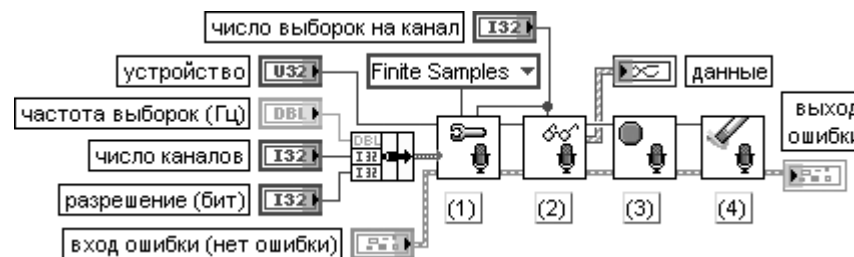 число выборок на канал I32
устройство U32 Finite Samples данные
частота выборок (Гц) DBL выход
ошибки
DBL
число каналов I32 I32
I32
разрешение (бит) I32 (1) (2) (3) (4)
вход ошибки (нет ошибки)